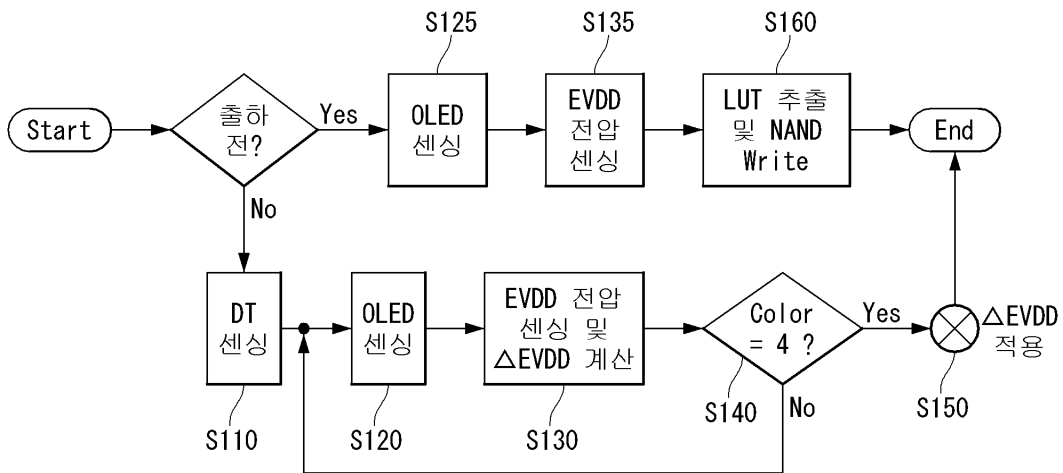 S125
S135
S160
Start
출하
전?
Yes
OLED
센싱
EVDD
전압
센싱
LUT 추출
및 NAND
Write
End
No
DT
센싱
OLED
센싱
EVDD 전압
센싱 및
△EVDD 계산
Color
= 4 ?
Yes
△EVDD
적용
No
S110
S120
S130
S140
S150